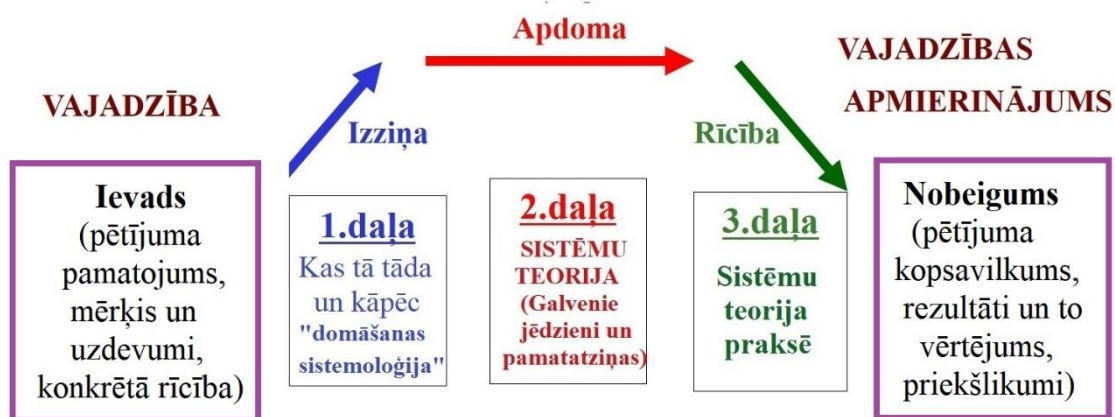 Apdoma
VAJADZĪBA
Izziņa
Rīcība
VAJADZĪBAS
APMIERINĀJUMS
Ievads
(pētījuma
pamatojums,
mērķis un
uzdevumi,
konkrētā rīcība)
1.daļa
Kas tā tāda
un kāpēc
"domāšanas
sistemoloģija"
2.daļa
SISTĒMU
TEORIJA
(Galvenie
jēdzieni un
pamatatziņas)
3.daļa
Sistēmu
teorija
praksē
Nobeigums
(pētījuma
kopsavilkums,
rezultāti un to
vērtējums,
priekšlikumi)